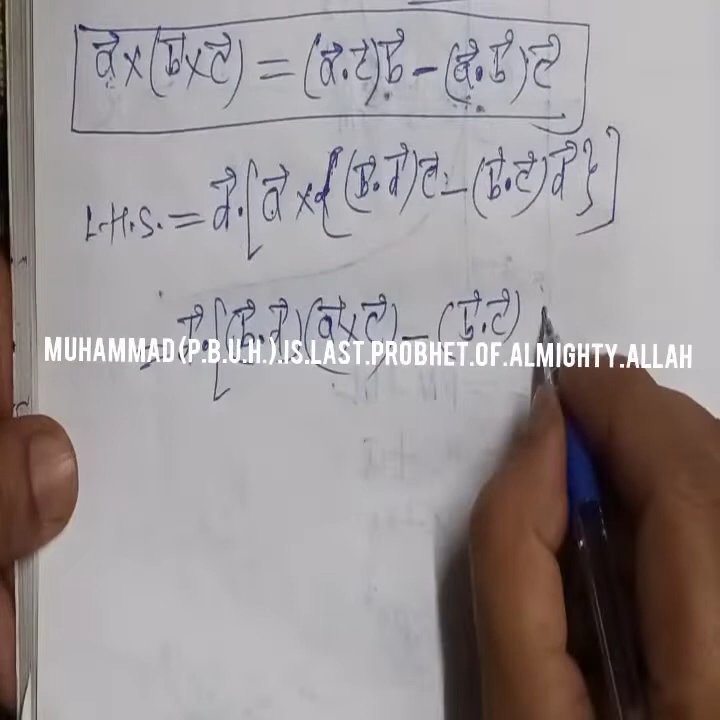 a⃗×(b⃗×c⃗) = (a⃗.c⃗)b⃗ - (a⃗.b⃗)c⃗
L.H.S. = d⃗.[a⃗×{(b⃗.d⃗)c⃗ - (b⃗.c⃗)d⃗}]
= d⃗.[(b⃗.d⃗)(a⃗×c⃗) - (b⃗.c⃗)
MUHAMMAD(P.B.U.H.).IS.LAST.PROBHET.OF.ALMIGHTY.ALLAH